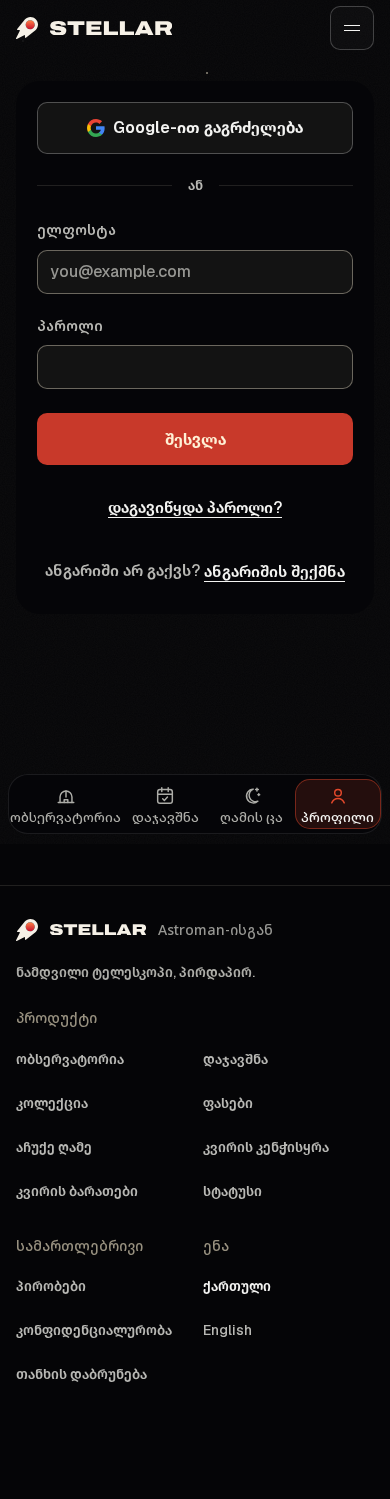 STELLAR
Google-ით გაგრძელება
ან
ელფოსტა
you@example.com
პაროლი
შესვლა
დაგავიწყდა პაროლი?
ანგარიში არ გაქვს? ანგარიშის შექმნა
ობსერვატორია დაჯავშნა ღამის ცა პროფილი
STELLAR Astroman-ისგან
ნამდვილი ტელესკოპი, პირდაპირ.
პროდუქტი
ობსერვატორია დაჯავშნა
კოლექცია ფასები
აჩუქე ღამე კვირის კენჭისყრა
კვირის ბარათები სტატუსი
სამართლებრივი ენა
პირობები ქართული
კონფიდენციალურობა English
თანხის დაბრუნება